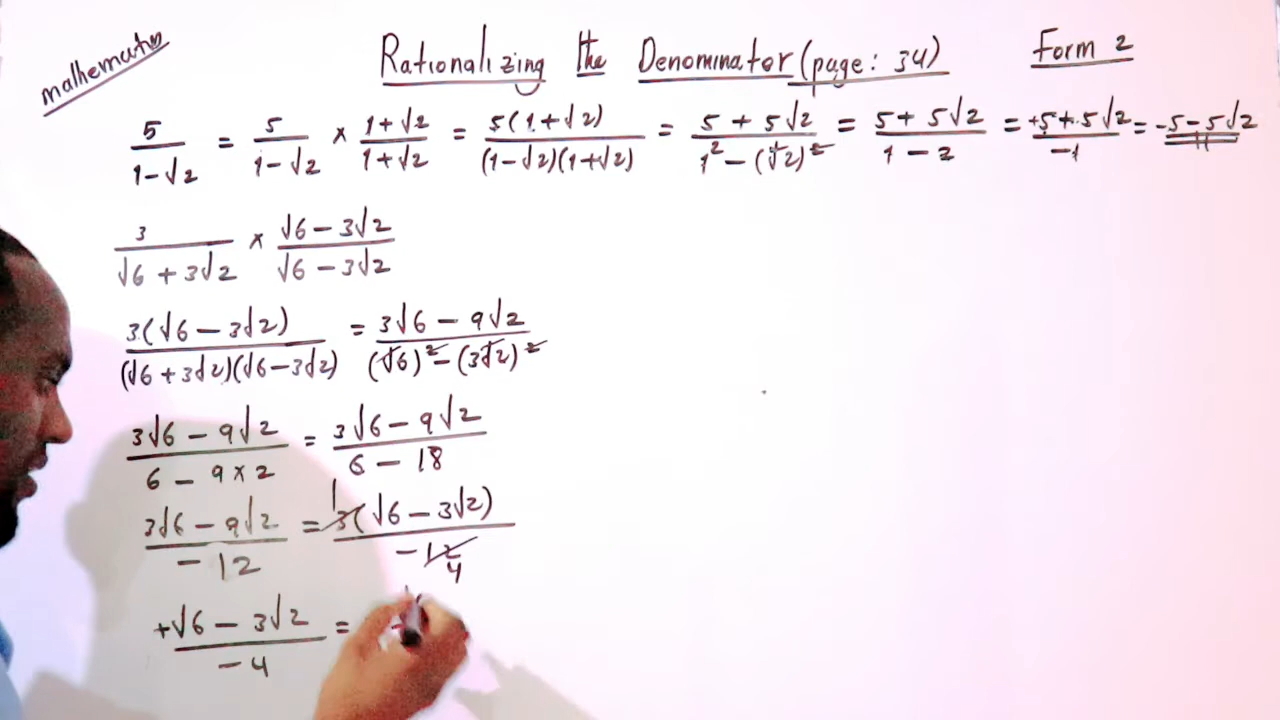 mathematics
Rationalizing the Denominator (page: 34)
Form 2
5/(1-√2) = 5/(1-√2) × (1+√2)/(1+√2) = 5(1+√2)/((1-√2)(1+√2)) = (5+5√2)/(1²-(√2)²) = (5+5√2)/(1-2) = (+5+5√2)/(-1) = -5-5√2
3/(√6+3√2) × (√6-3√2)/(√6-3√2)
3(√6-3√2)/((√6+3√2)(√6-3√2)) = (3√6-9√2)/((√6)²-(3√2)²)
(3√6-9√2)/(6-9×2) = (3√6-9√2)/(6-18)
(3√6-9√2)/(-12) = 1 3(√6-3√2)/(-12) 4
(+√6-3√2)/(-4) =